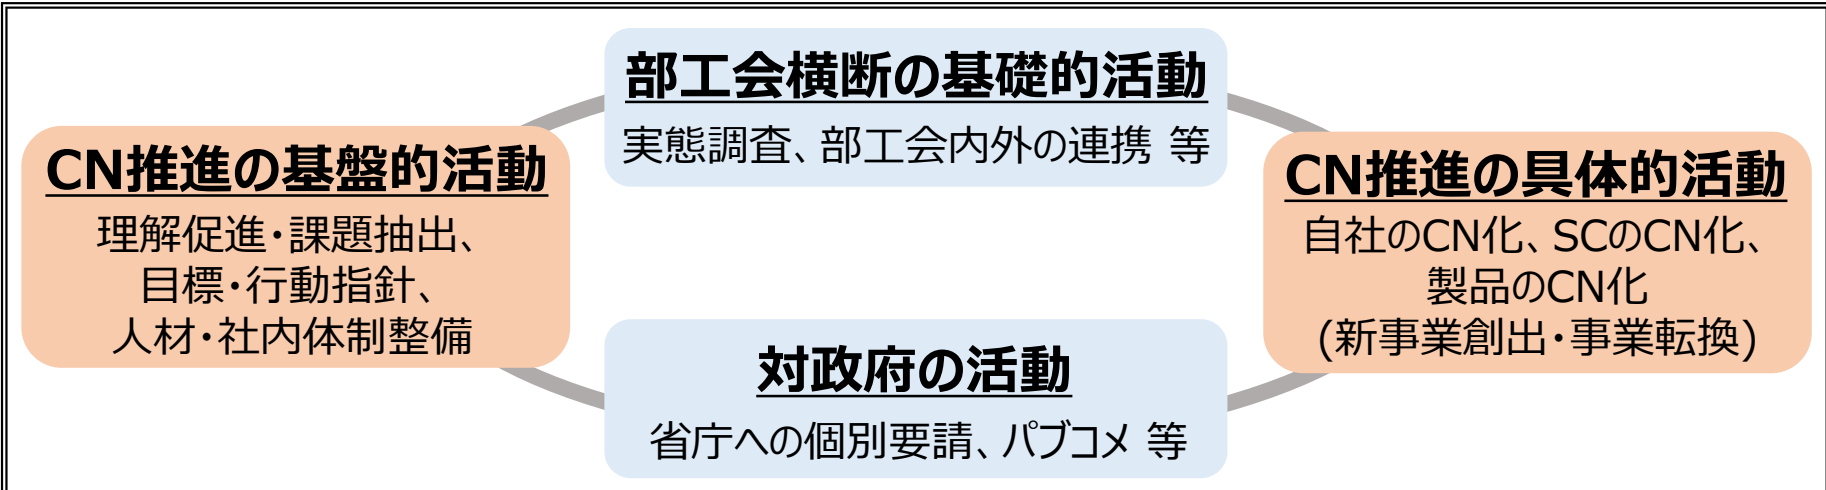 部工会横断の基礎的活動
実態調査、部工会内外の連携 等
CN推進の基盤的活動
理解促進・課題抽出、
目標・行動指針、
人材・社内体制整備
CN推進の具体的活動
自社のCN化、SCのCN化、
製品のCN化
(新事業創出・事業転換)
対政府の活動
省庁への個別要請、パブコメ 等